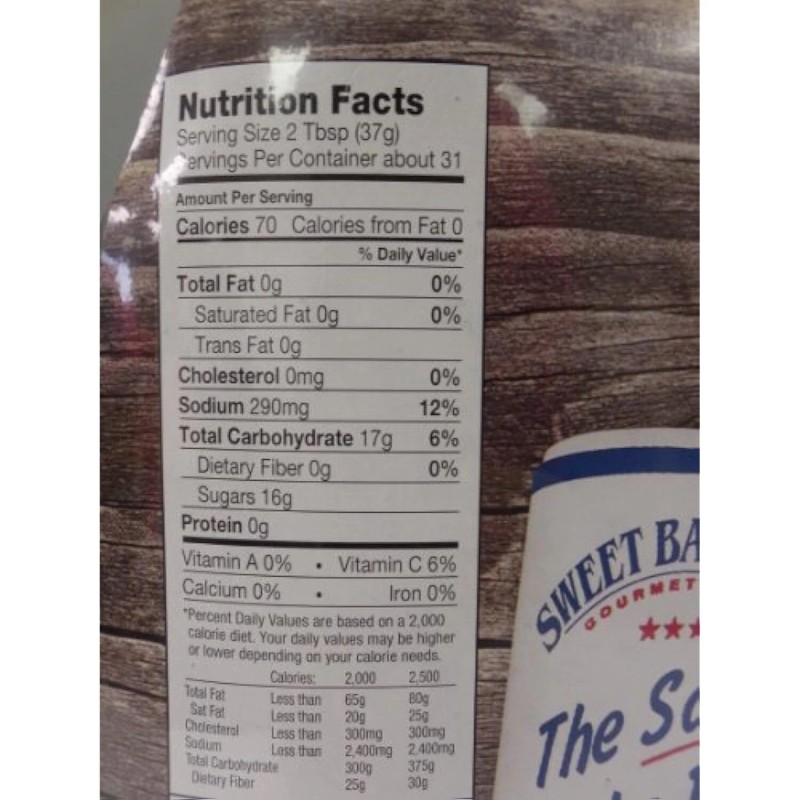 Nutrition Facts
Serving Size 2 Tbsp (37g)
Servings Per Container about 31
Amount Per Serving
Calories 70 Calories from Fat 0
% Daily Value*
Total Fat 0g 0%
Saturated Fat 0g 0%
Trans Fat 0g
Cholesterol 0mg 0%
Sodium 290mg 12%
Total Carbohydrate 17g 6%
Dietary Fiber 0g 0%
Sugars 16g
Protein 0g
Vitamin A 0% • Vitamin C 6%
Calcium 0% • Iron 0%
*Percent Daily Values are based on a 2,000
calorie diet. Your daily values may be higher
or lower depending on your calorie needs.
Calories: 2,000 2,500
Total Fat Less than 65g 80g
Sat Fat Less than 20g 25g
Cholesterol Less than 300mg 300mg
Sodium Less than 2,400mg 2,400mg
Total Carbohydrate 300g 375g
Dietary Fiber 25g 30g
SWEET BA
GOURMET
The Sa